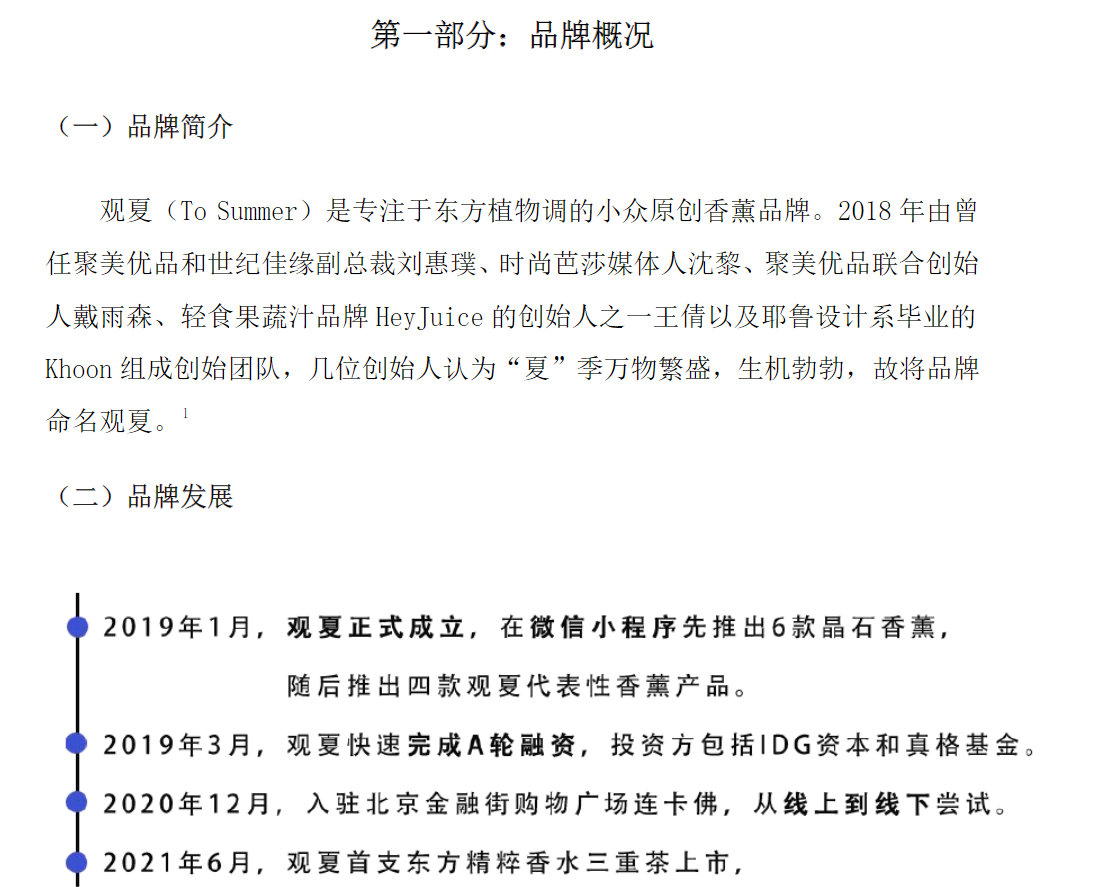 第一部分：品牌概况
（一）品牌简介
观夏（To Summer）是专注于东方植物调的小众原创香薰品牌。2018 年由曾
任聚美优品和世纪佳缘副总裁刘惠璞、时尚芭莎媒体人沈黎、聚美优品联合创始
人戴雨森、轻食果蔬汁品牌 HeyJuice 的创始人之一王倩以及耶鲁设计系毕业的
Khoon 组成创始团队，几位创始人认为“夏”季万物繁盛，生机勃勃，故将品牌
命名观夏。1
（二）品牌发展
2019年1月，观夏正式成立，在微信小程序先推出6款晶石香薰，
随后推出四款观夏代表性香薰产品。
2019年3月，观夏快速完成A轮融资，投资方包括IDG资本和真格基金。
2020年12月，入驻北京金融街购物广场连卡佛，从线上到线下尝试。
2021年6月，观夏首支东方精粹香水三重茶上市，